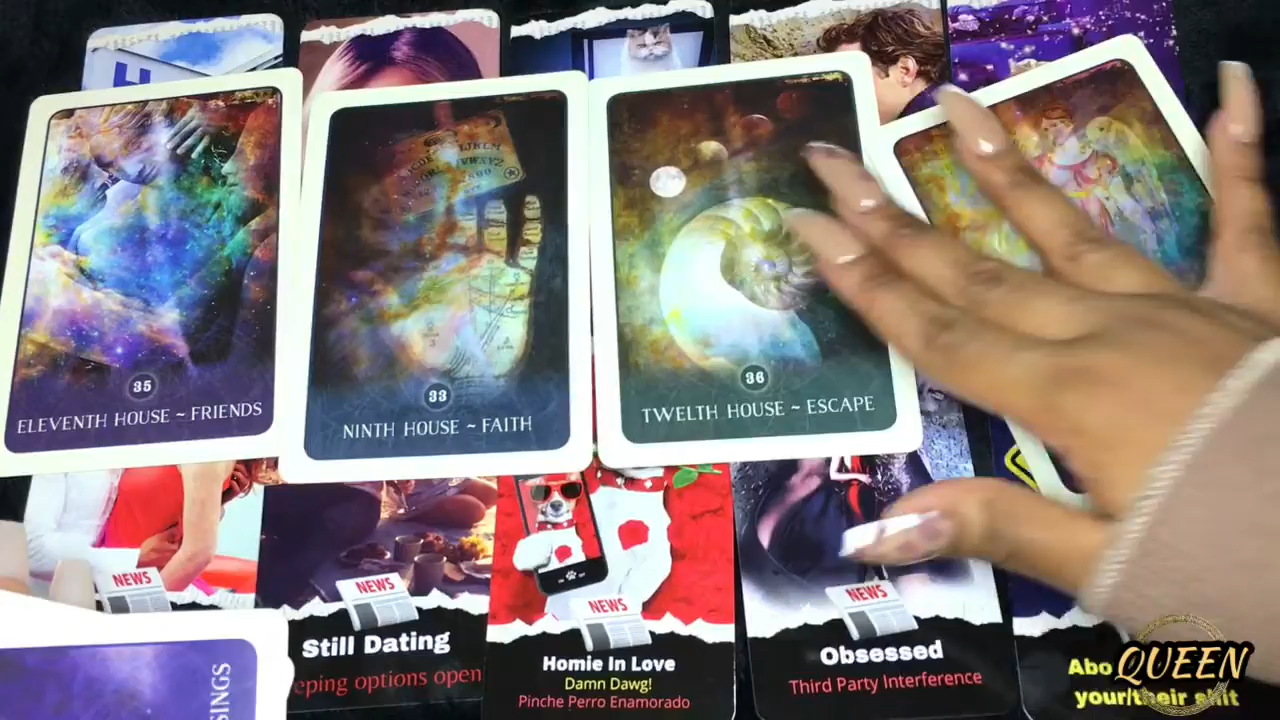 H
35
ELEVENTH HOUSE ~ FRIENDS
33
NINTH HOUSE ~ FAITH
36
TWELTH HOUSE ~ ESCAPE
NEWS
NEWS
Still Dating
eping options open
NEWS
Homie In Love
Damn Dawg!
Pinche Perro Enamorado
NEWS
Obsessed
Third Party Interference
Abo
your/their shit
QUEEN
SINGS